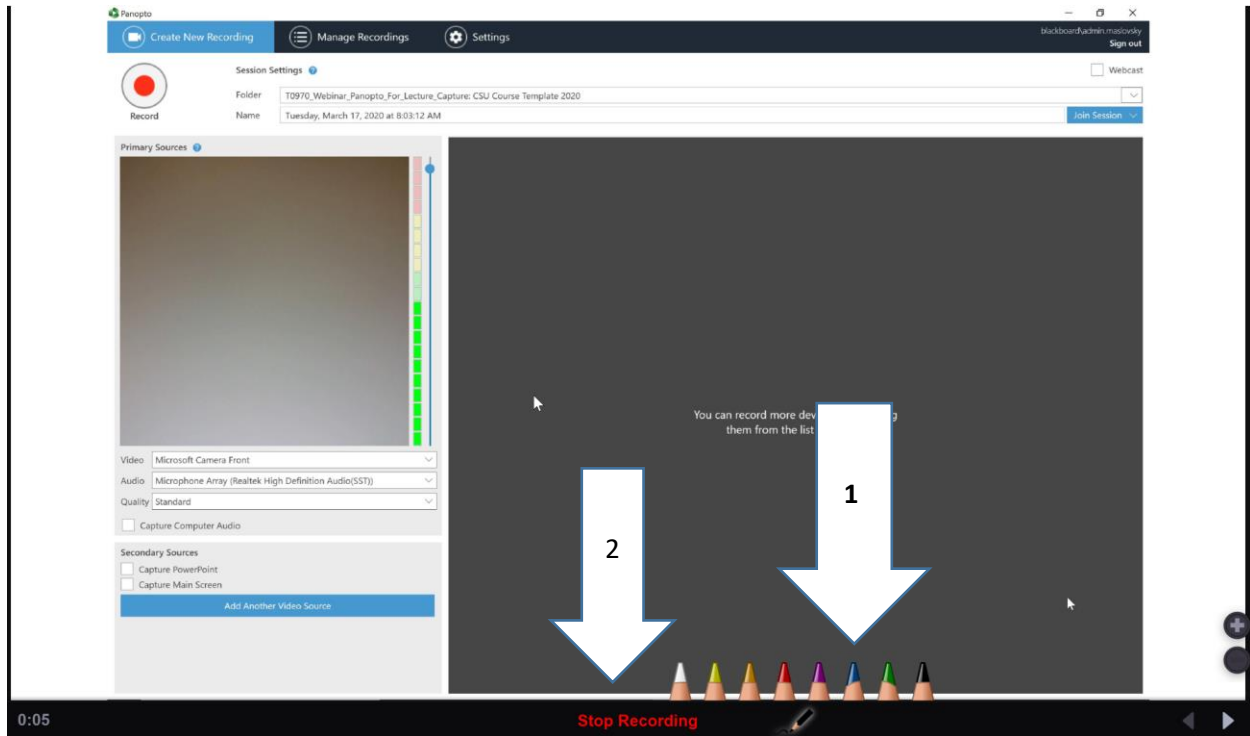 Panopto
Create New Recording Manage Recordings Settings
blackboard\admin.maslovsky
Sign out
Record
Session Settings
Webcast
Folder T0970_Webinar_Panopto_For_Lecture_Capture: CSU Course Template 2020
Name Tuesday, March 17, 2020 at 8:03:12 AM
Join Session
Primary Sources
Video Microsoft Camera Front
Audio Microphone Array (Realtek High Definition Audio(SST))
Quality Standard
Capture Computer Audio
Secondary Sources
Capture PowerPoint
Capture Main Screen
Add Another Video Source
You can record more
them from the list
2
1
0:05
Stop Recording